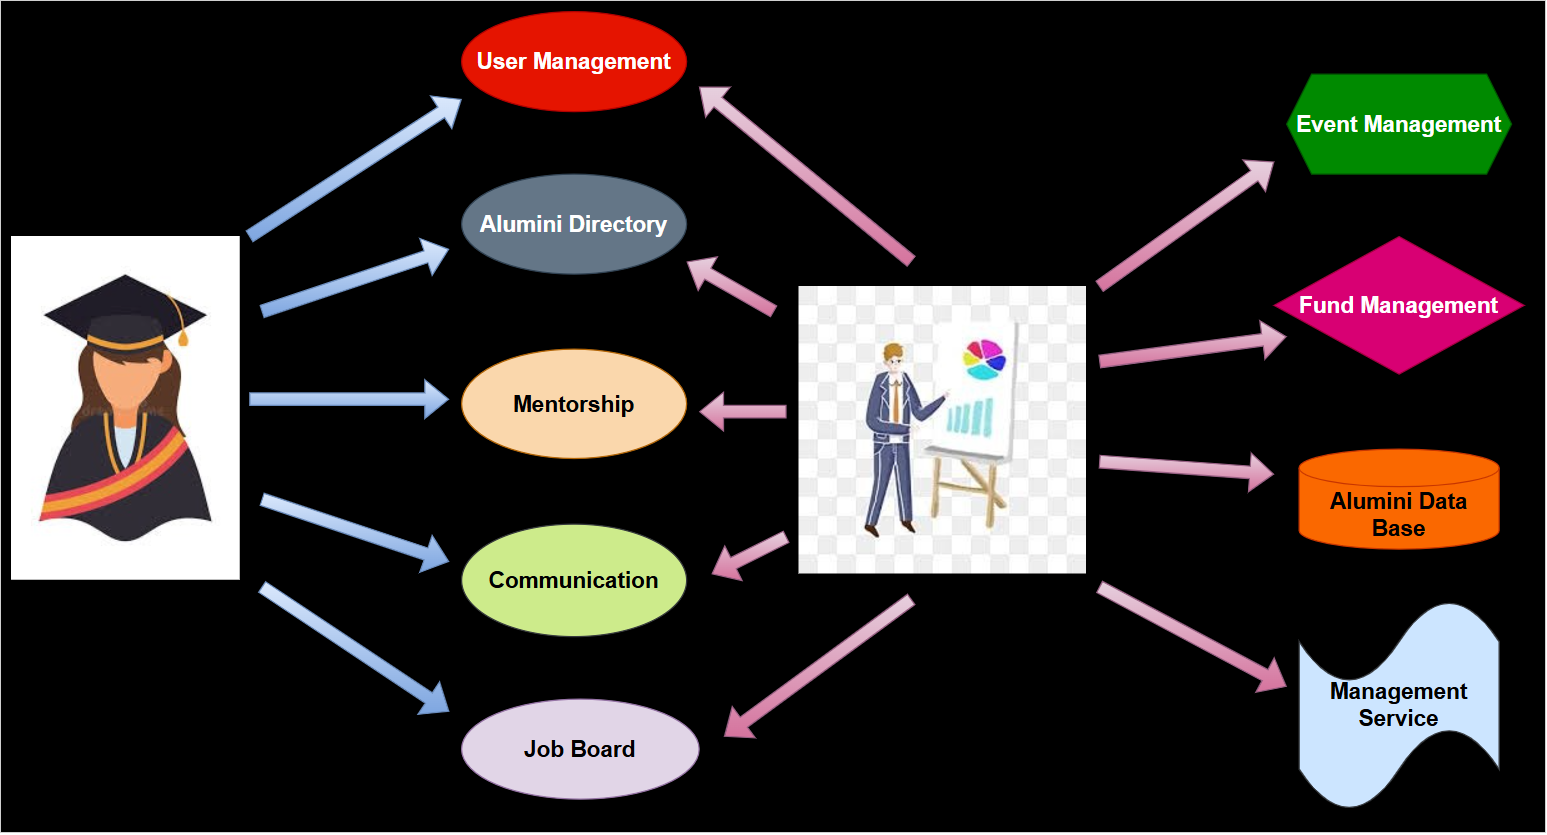 User Management
Alumini Directory
Mentorship
Communication
Job Board
Event Management
Fund Management
Alumini Data
Base
Management
Service